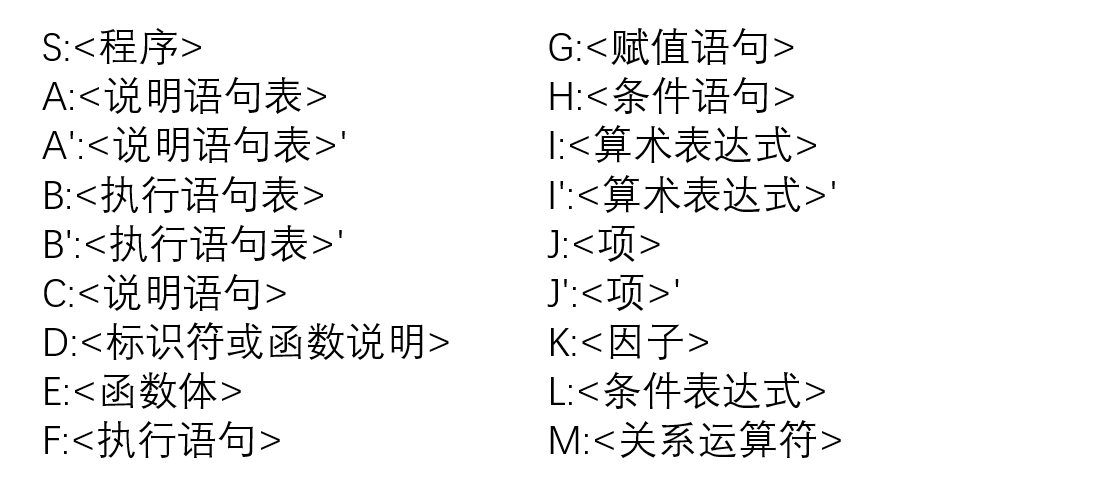 S:<程序>
A:<说明语句表>
A':<说明语句表>'
B:<执行语句表>
B':<执行语句表>'
C:<说明语句>
D:<标识符或函数说明>
E:<函数体>
F:<执行语句>
G:<赋值语句>
H:<条件语句>
I:<算术表达式>
I':<算术表达式>'
J:<项>
J':<项>'
K:<因子>
L:<条件表达式>
M:<关系运算符>